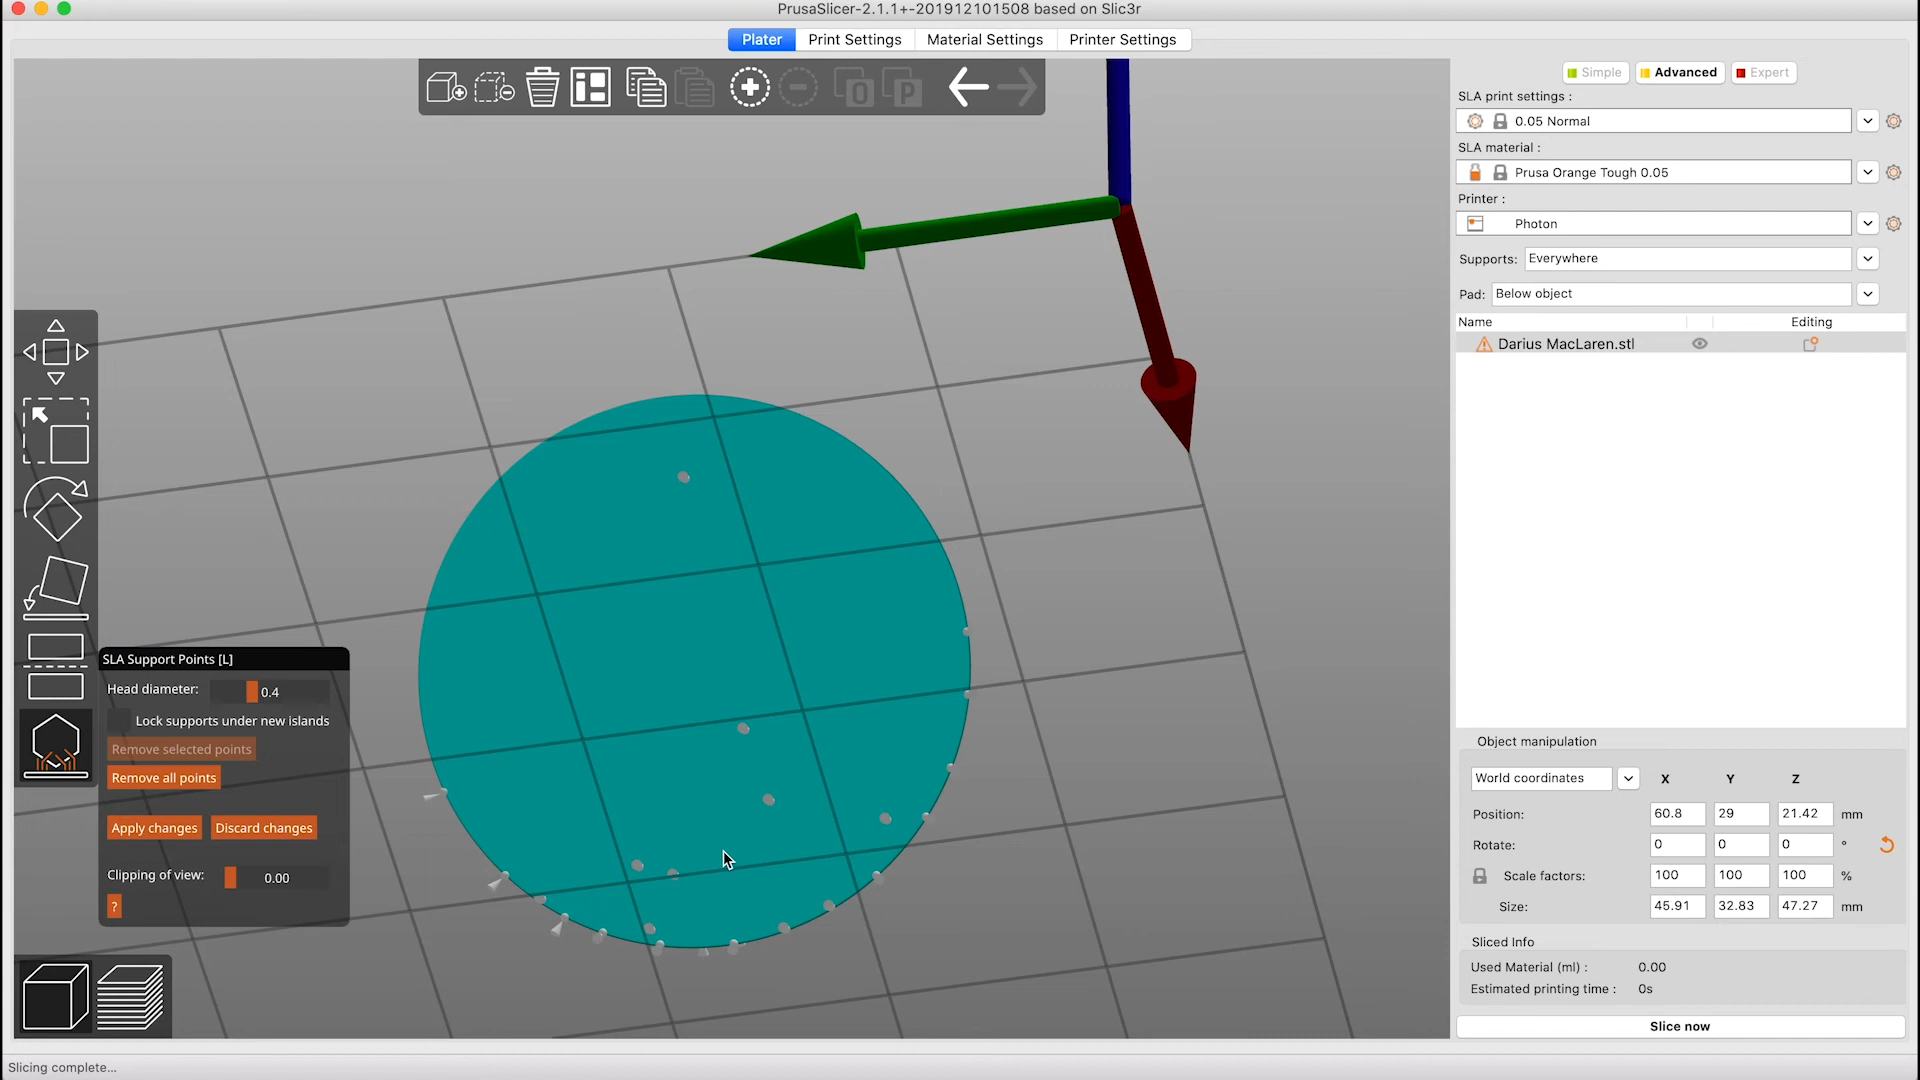 PrusaSlicer-2.1.1+-201912101508 based on Slic3r
Plater Print Settings Material Settings Printer Settings
Simple Advanced Expert
SLA print settings :
0.05 Normal
SLA material :
Prusa Orange Tough 0.05
Printer :
Photon
Supports: Everywhere
Pad: Below object
Name Editing
Darius MacLaren.stl
SLA Support Points [L]
Head diameter: 0.4
Lock supports under new islands
Remove selected points
Remove all points
Apply changes Discard changes
Clipping of view: 0.00
?
Object manipulation
World coordinates X Y Z
Position: 60.8 29 21.42 mm
Rotate: 0 0 0 °
Scale factors: 100 100 100 %
Size: 45.91 32.83 47.27 mm
Sliced Info
Used Material (ml) : 0.00
Estimated printing time : 0s
Slice now
Slicing complete...